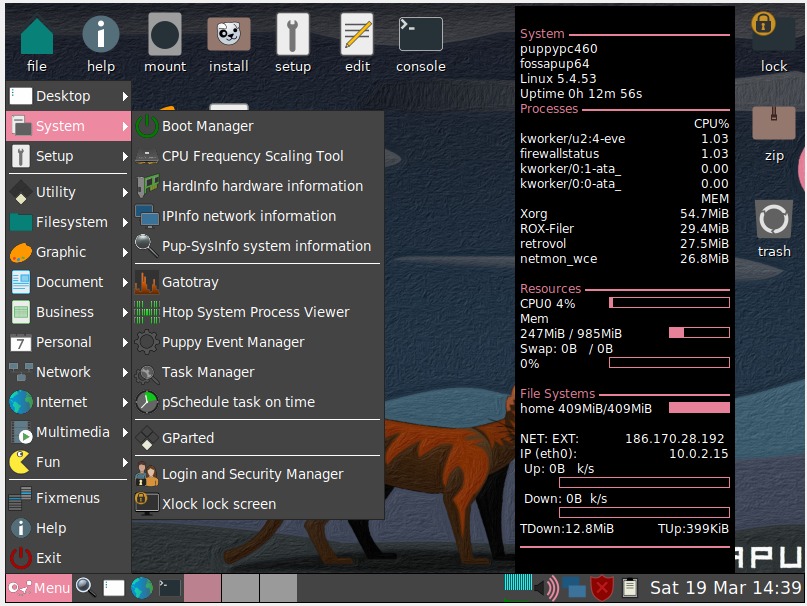 file help mount install setup edit console lock
zip
trash
Desktop
System
Setup
Utility
Filesystem
Graphic
Document
Business
Personal
Network
Internet
Multimedia
Fun
Fixmenus
Help
Exit
Boot Manager
CPU Frequency Scaling Tool
HardInfo hardware information
IPInfo network information
Pup-SysInfo system information
Gatotray
Htop System Process Viewer
Puppy Event Manager
Task Manager
pSchedule task on time
GParted
Login and Security Manager
Xlock lock screen
System
puppypc460
fossapup64
Linux 5.4.53
Uptime 0h 12m 56s
Processes
CPU%
kworker/u2:4-eve 1.03
firewallstatus 1.03
kworker/0:1-ata_ 0.00
kworker/0:0-ata_ 0.00
MEM
Xorg 54.7MiB
ROX-Filer 29.4MiB
retrovol 27.5MiB
netmon_wce 26.8MiB
Resources
CPU0 4%
Mem
247MiB / 985MiB
Swap: 0B / 0B
0%
File Systems
home 409MiB/409MiB
NET: EXT: 186.170.28.192
IP (eth0): 10.0.2.15
Up: 0B k/s
Down: 0B k/s
TDown:12.8MiB TUp:399KiB
APU
Menu Sat 19 Mar 14:39